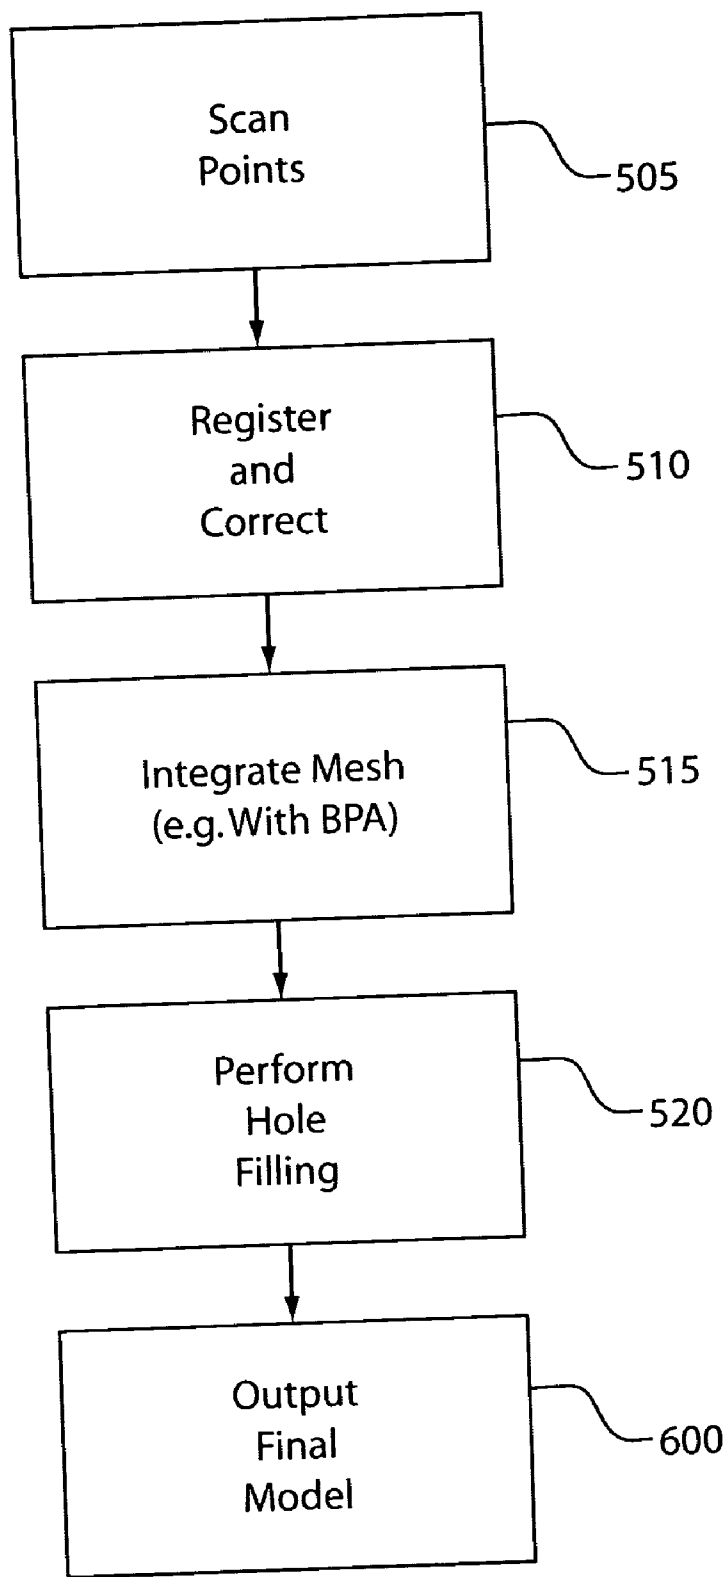 Scan
Points
505
Register
and
Correct
510
Integrate Mesh
(e.g. With BPA)
515
Perform
Hole
Filling
520
Output
Final
Model
600